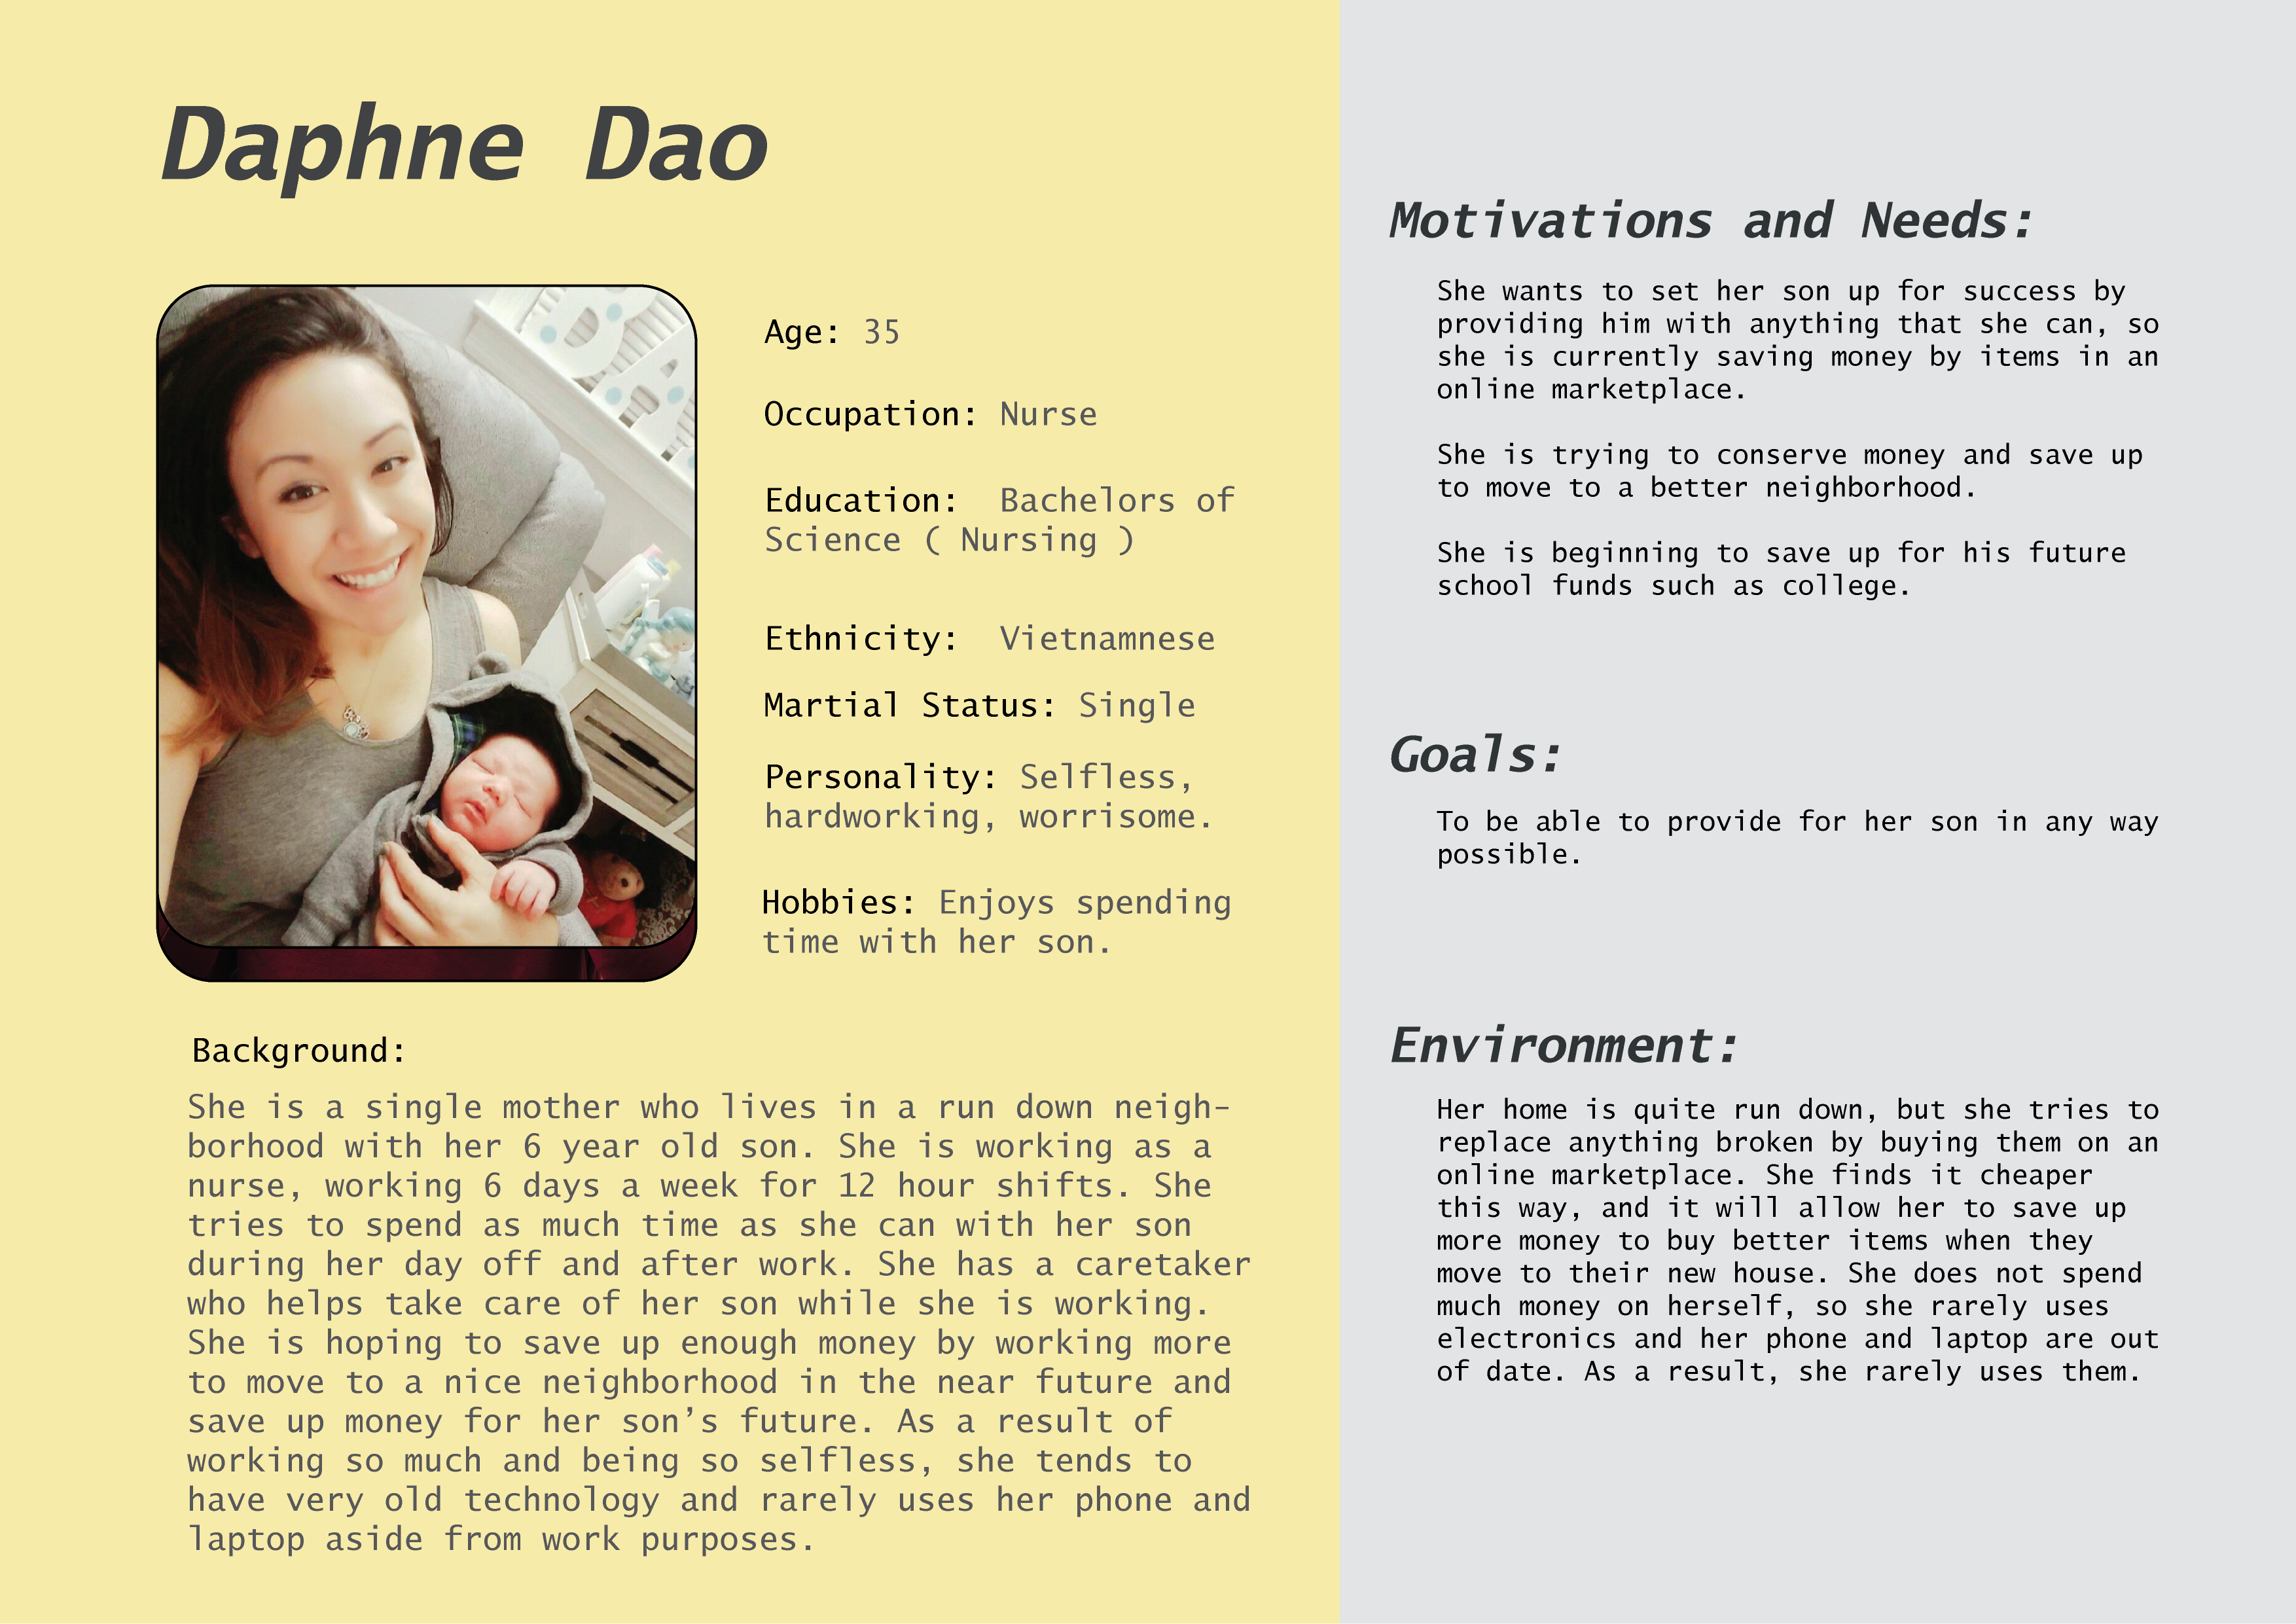 Daphne Dao
Age: 35
Occupation: Nurse
Education:  Bachelors of
Science ( Nursing )
Ethnicity:  Vietnamnese
Martial Status: Single
Personality: Selfless,
hardworking, worrisome.
Hobbies: Enjoys spending
time with her son.
Background:
She is a single mother who lives in a run down neigh-
borhood with her 6 year old son. She is working as a
nurse, working 6 days a week for 12 hour shifts. She
tries to spend as much time as she can with her son
during her day off and after work. She has a caretaker
who helps take care of her son while she is working.
She is hoping to save up enough money by working more
to move to a nice neighborhood in the near future and
save up money for her son’s future. As a result of
working so much and being so selfless, she tends to
have very old technology and rarely uses her phone and
laptop aside from work purposes.
Motivations and Needs:
She wants to set her son up for success by
providing him with anything that she can, so
she is currently saving money by items in an
online marketplace.
She is trying to conserve money and save up
to move to a better neighborhood.
She is beginning to save up for his future
school funds such as college.
Goals:
To be able to provide for her son in any way
possible.
Environment:
Her home is quite run down, but she tries to
replace anything broken by buying them on an
online marketplace. She finds it cheaper
this way, and it will allow her to save up
more money to buy better items when they
move to their new house. She does not spend
much money on herself, so she rarely uses
electronics and her phone and laptop are out
of date. As a result, she rarely uses them.